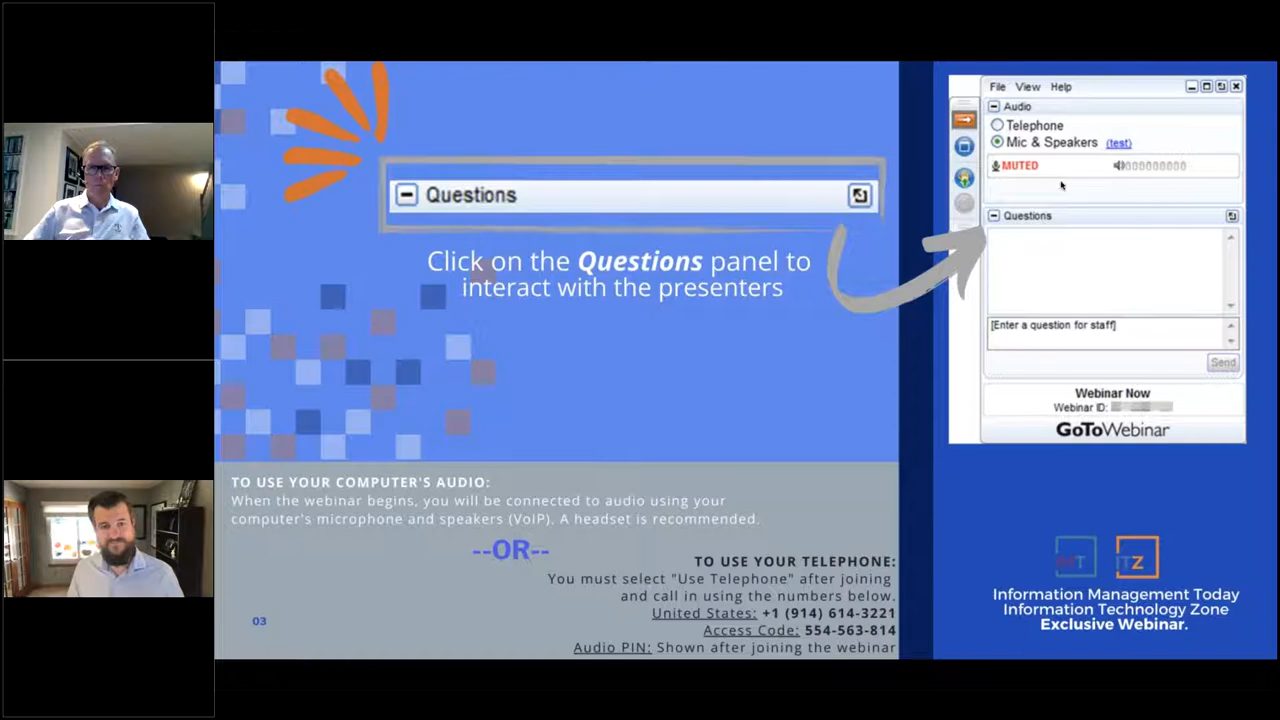 Questions
Click on the Questions panel to
interact with the presenters
TO USE YOUR COMPUTER'S AUDIO:
When the webinar begins, you will be connected to audio using your
computer's microphone and speakers (VoIP). A headset is recommended.
--OR--
TO USE YOUR TELEPHONE:
You must select "Use Telephone" after joining
and call in using the numbers below.
United States: +1 (914) 614-3221
Access Code: 554-563-814
Audio PIN: Shown after joining the webinar
03
File View Help
Audio
Telephone
Mic & Speakers (test)
MUTED 000000000
Questions
[Enter a question for staff]
Send
Webinar Now
Webinar ID:
GoToWebinar
ITZ
Information Management Today
Information Technology Zone
Exclusive Webinar.